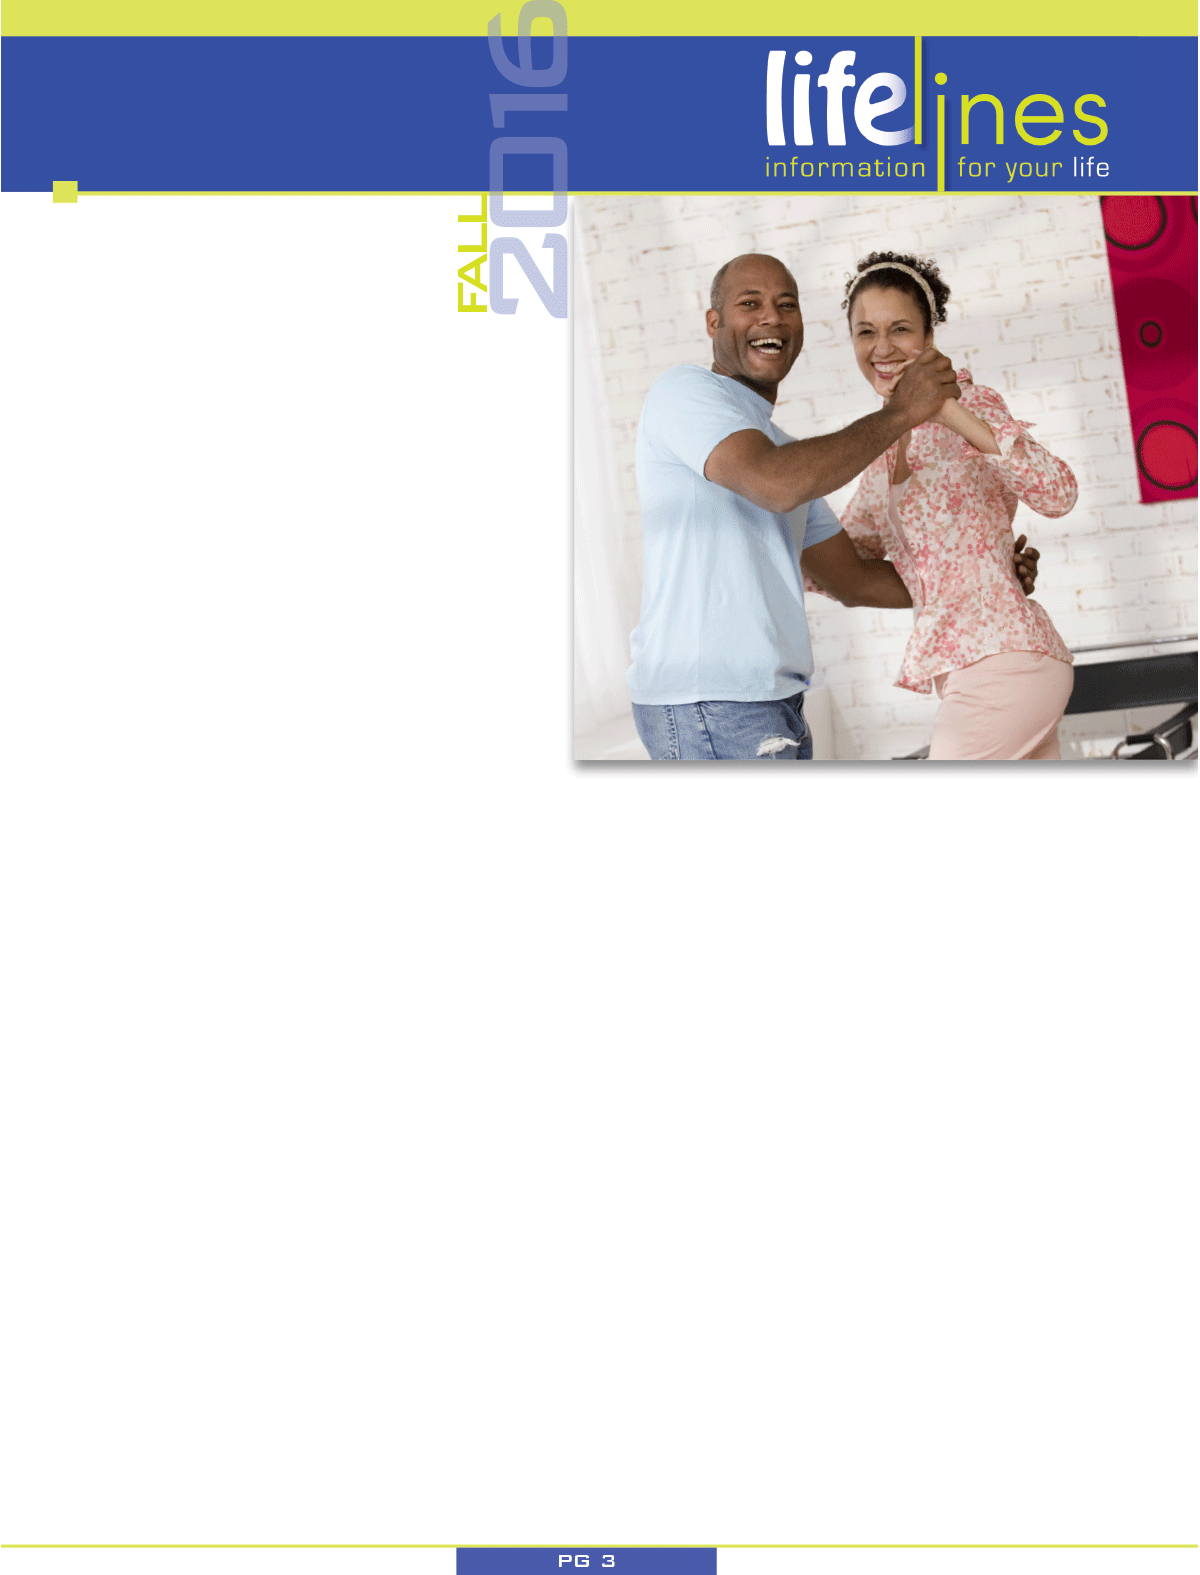 FALL
2016
lifelines
information for your life
PG 3